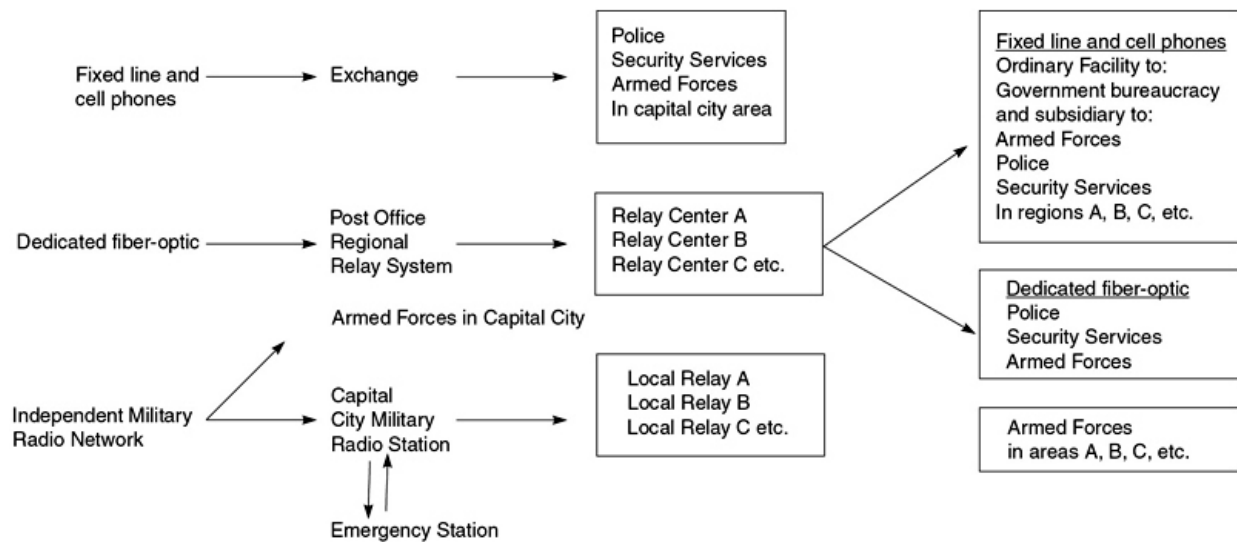 Fixed line and
cell phones
Exchange
Police
Security Services
Armed Forces
In capital city area
Fixed line and cell phones
Ordinary Facility to:
Government bureaucracy
and subsidiary to:
Armed Forces
Police
Security Services
In regions A, B, C, etc.
Dedicated fiber-optic
Post Office
Regional
Relay System
Relay Center A
Relay Center B
Relay Center C etc.
Dedicated fiber-optic
Police
Security Services
Armed Forces
Armed Forces in Capital City
Independent Military
Radio Network
Capital
City Military
Radio Station
Local Relay A
Local Relay B
Local Relay C etc.
Armed Forces
in areas A, B, C, etc.
Emergency Station